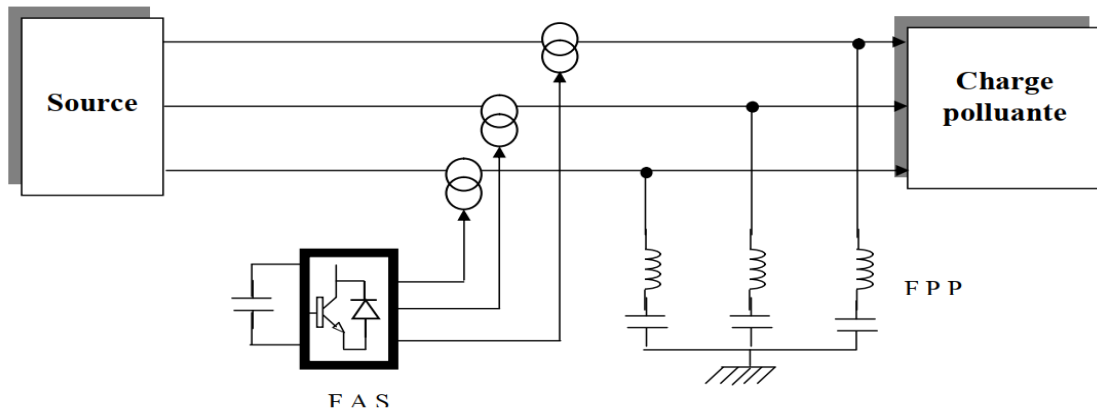 Source
Charge
polluante
F P P
F A S